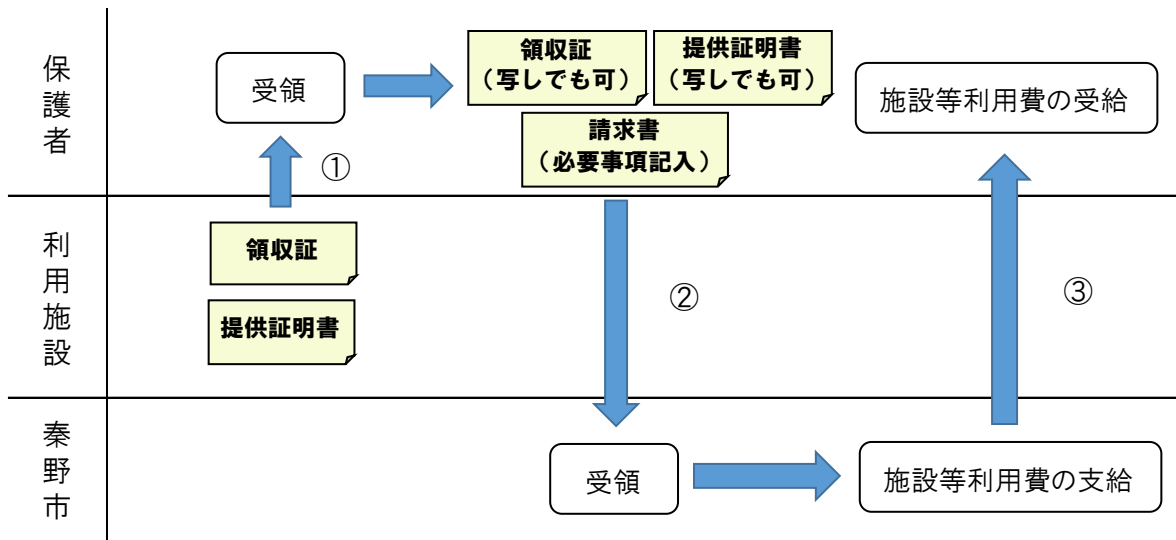 保護者
受領
領収証
（写しでも可）
提供証明書
（写しでも可）
請求書
（必要事項記入）
施設等利用費の受給
①
利用施設
領収証
提供証明書
②
③
秦野市
受領
施設等利用費の支給